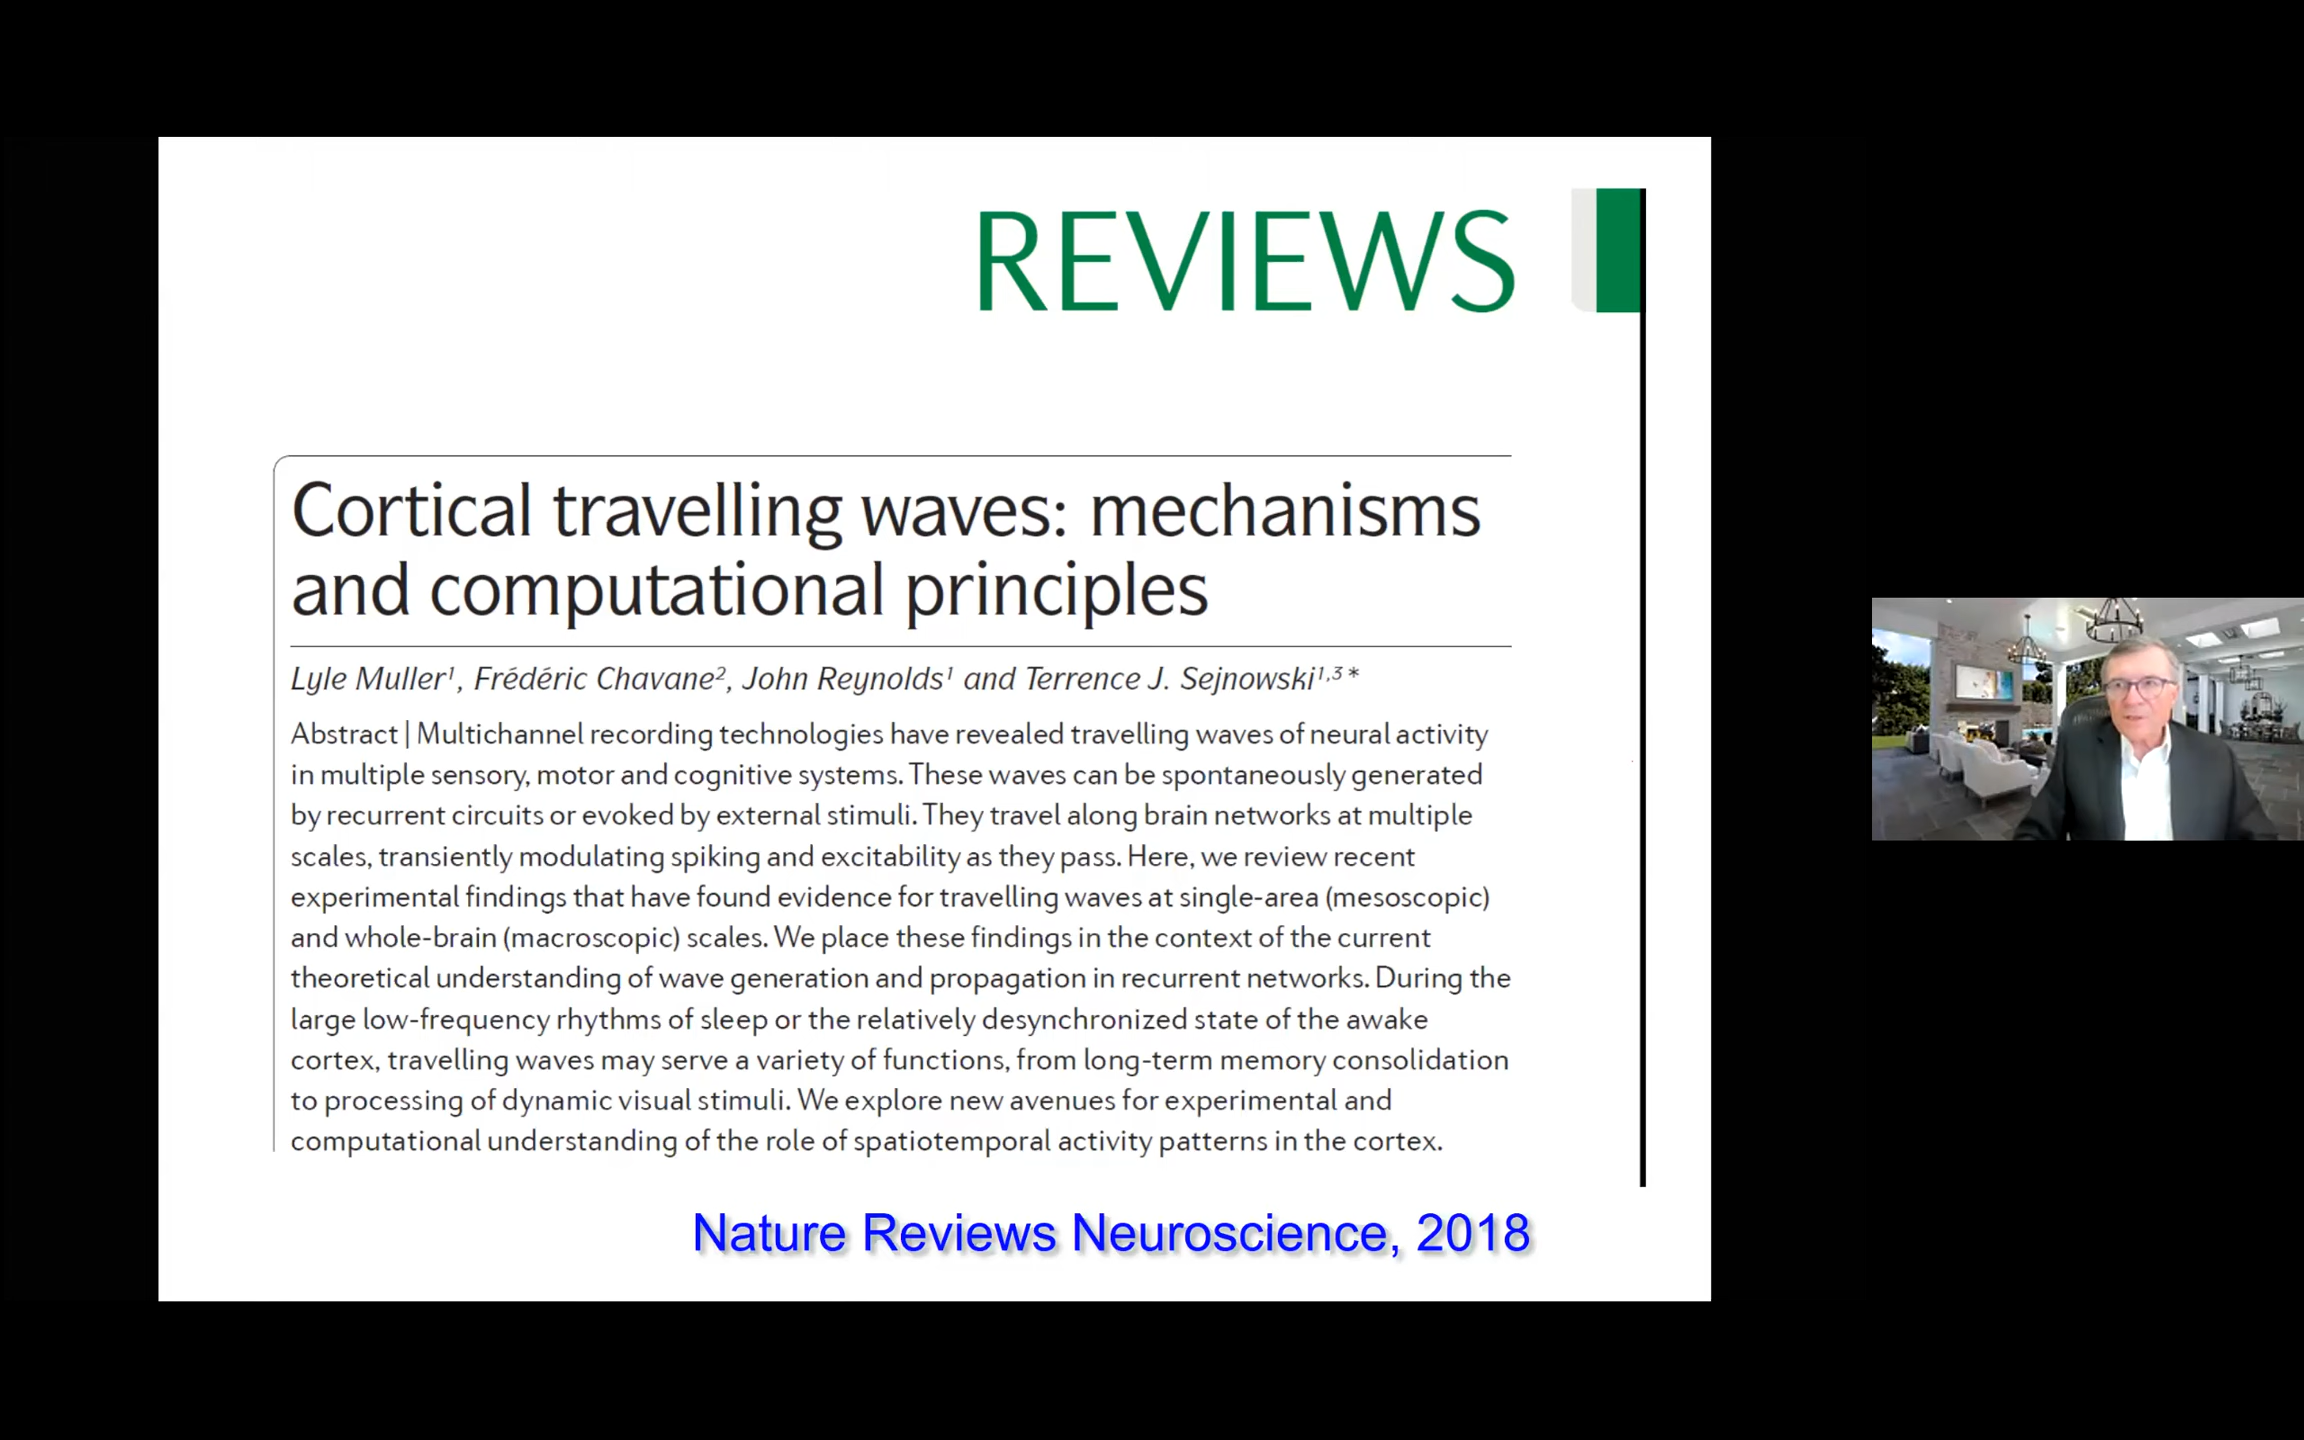 REVIEWS
Cortical travelling waves: mechanisms
and computational principles
Lyle Muller¹, Frédéric Chavane², John Reynolds¹ and Terrence J. Sejnowski¹,³*
Abstract | Multichannel recording technologies have revealed travelling waves of neural activity
in multiple sensory, motor and cognitive systems. These waves can be spontaneously generated
by recurrent circuits or evoked by external stimuli. They travel along brain networks at multiple
scales, transiently modulating spiking and excitability as they pass. Here, we review recent
experimental findings that have found evidence for travelling waves at single-area (mesoscopic)
and whole-brain (macroscopic) scales. We place these findings in the context of the current
theoretical understanding of wave generation and propagation in recurrent networks. During the
large low-frequency rhythms of sleep or the relatively desynchronized state of the awake
cortex, travelling waves may serve a variety of functions, from long-term memory consolidation
to processing of dynamic visual stimuli. We explore new avenues for experimental and
computational understanding of the role of spatiotemporal activity patterns in the cortex.
Nature Reviews Neuroscience, 2018